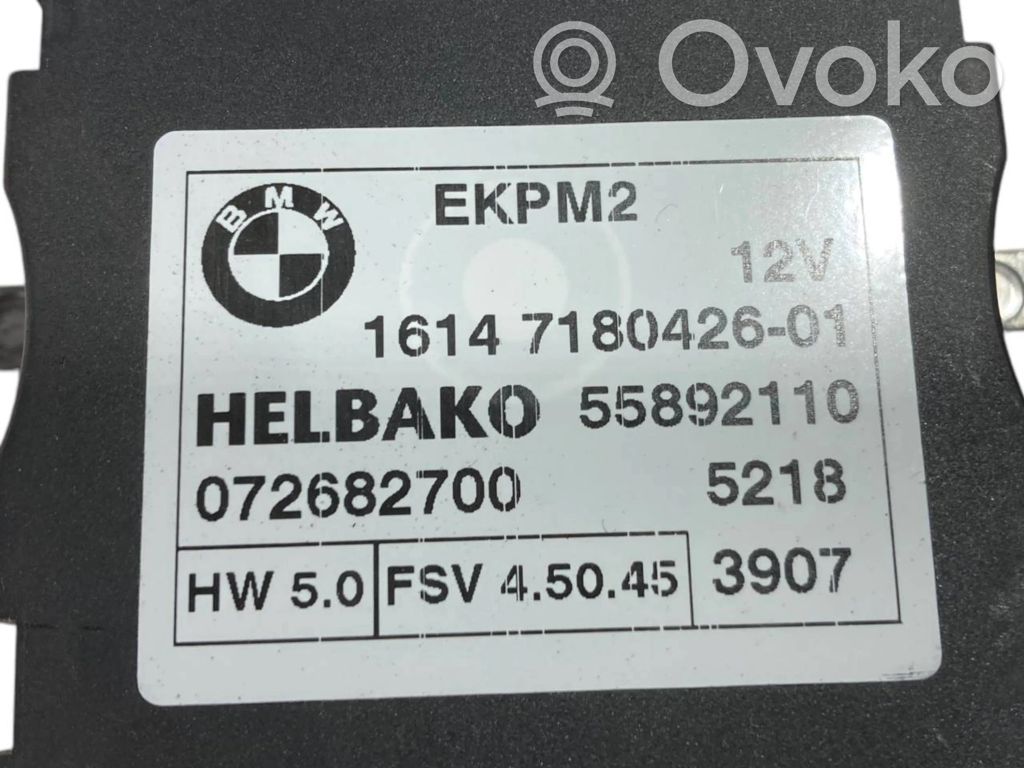 Ovoko
BMW
EKPM2
12V
1614 7180426-01
HELBAKO 55892110
072682700 5218
HW 5.0 FSV 4.50.45 3907